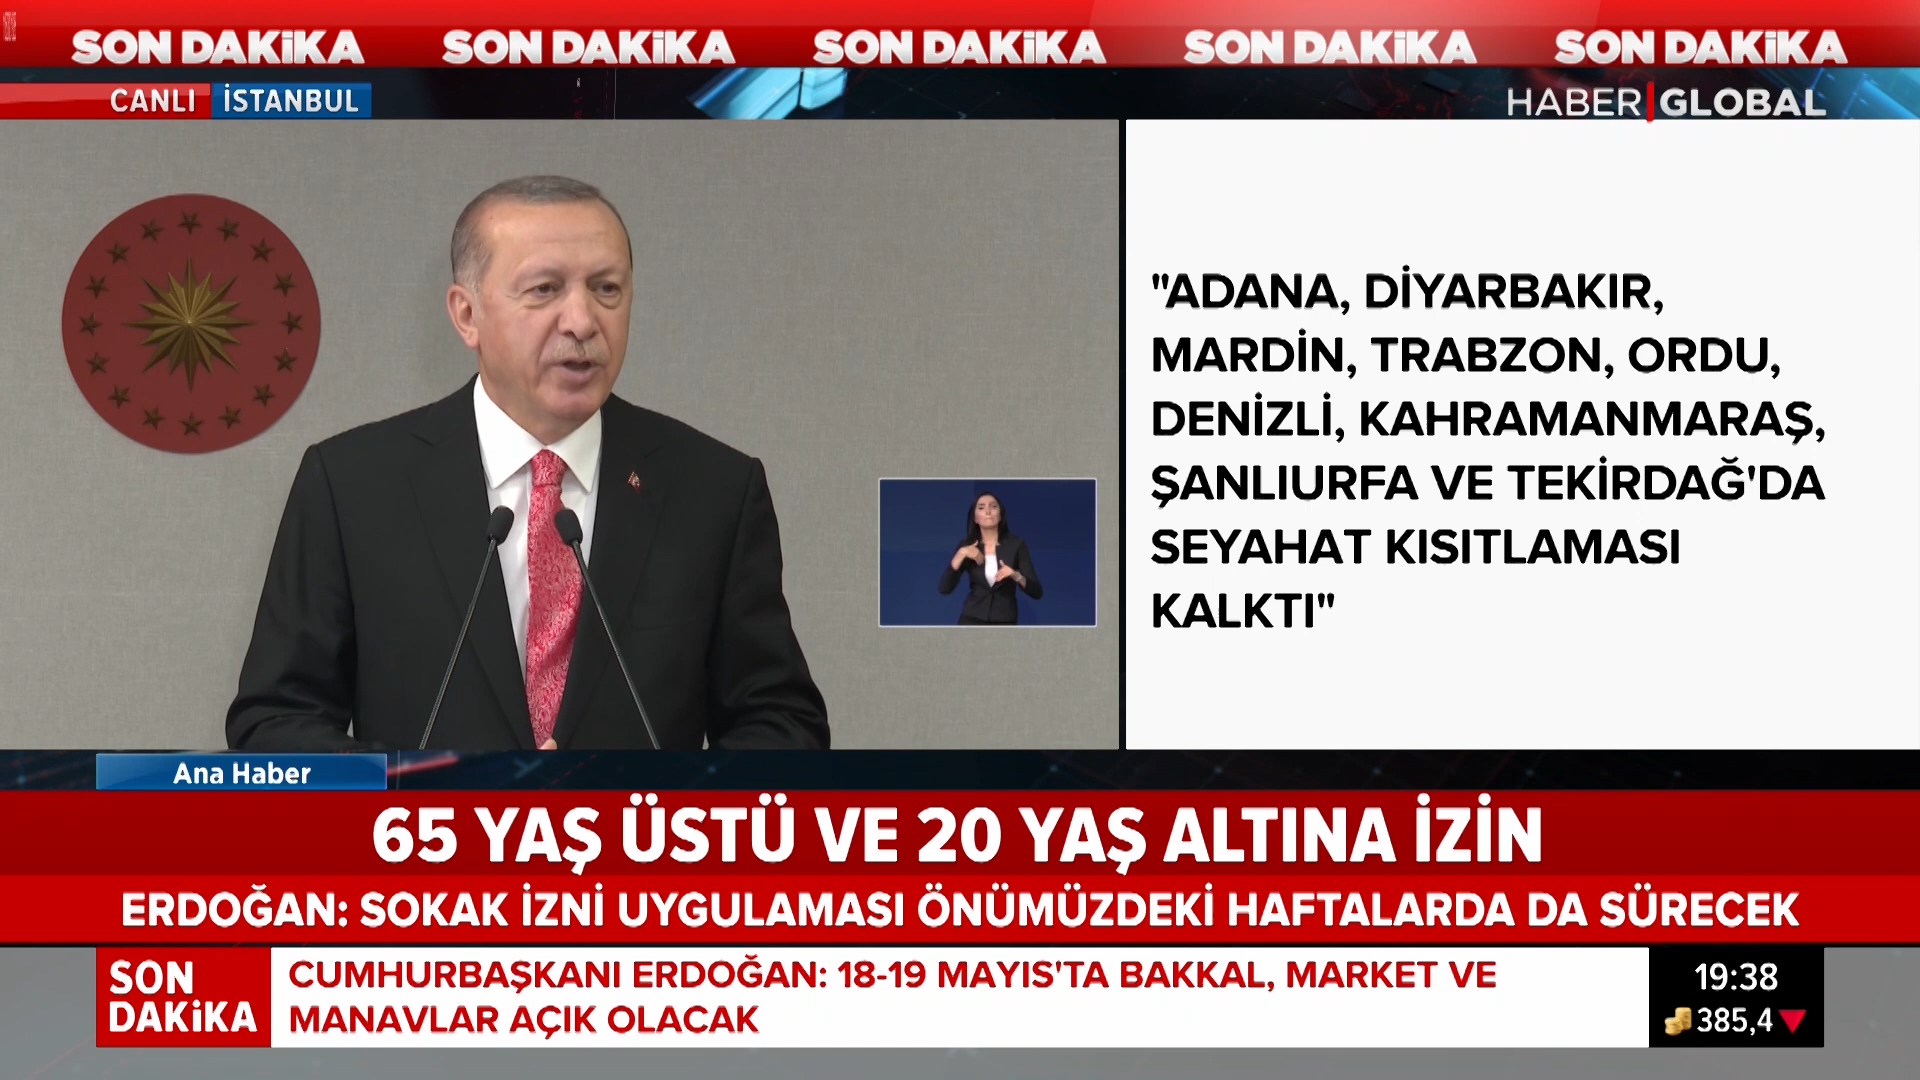 SON DAKİKA SON DAKİKA SON DAKİKA SON DAKİKA SON DAKİKA
CANLI İSTANBUL
HABER GLOBAL
"ADANA, DİYARBAKIR,
MARDİN, TRABZON, ORDU,
DENİZLİ, KAHRAMANMARAŞ,
ŞANLIURFA VE TEKİRDAĞ'DA
SEYAHAT KISITLAMASI
KALKTI"
Ana Haber
65 YAŞ ÜSTÜ VE 20 YAŞ ALTINA İZİN
ERDOĞAN: SOKAK İZNİ UYGULAMASI ÖNÜMÜZDEKİ HAFTALARDA DA SÜRECEK
SON
DAKİKA
CUMHURBAŞKANI ERDOĞAN: 18-19 MAYIS'TA BAKKAL, MARKET VE
MANAVLAR AÇIK OLACAK
19:38
385,4